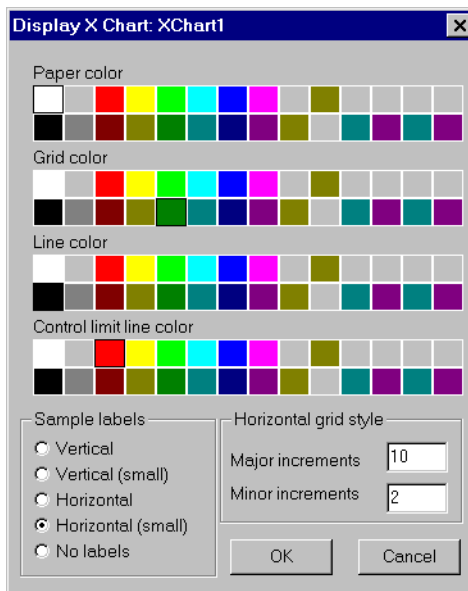 Display X Chart: XChart1
Paper color
Grid color
Line color
Control limit line color
Sample labels
Vertical
Vertical (small)
Horizontal
Horizontal (small)
No labels
Horizontal grid style
Major increments 10
Minor increments 2
OK Cancel